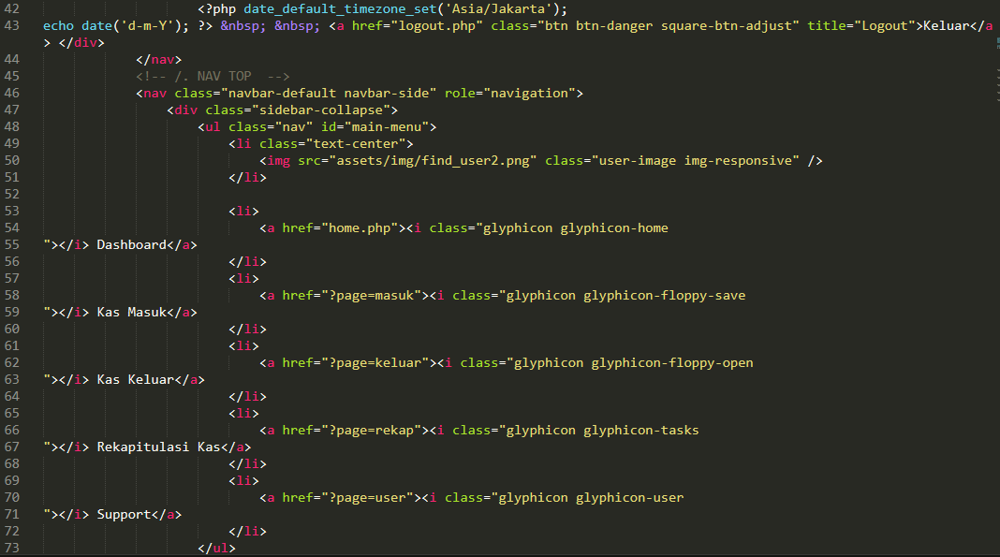 42 <?php date_default_timezone_set('Asia/Jakarta');
43 echo date('d-m-Y'); ?> &nbsp; &nbsp; <a href="logout.php" class="btn btn-danger square-btn-adjust" title="Logout">Keluar</a
> </div>
44 </nav>
45 <!-- /. NAV TOP  -->
46 <nav class="navbar-default navbar-side" role="navigation">
47 <div class="sidebar-collapse">
48 <ul class="nav" id="main-menu">
49 <li class="text-center">
50 <img src="assets/img/find_user2.png" class="user-image img-responsive" />
51 </li>
52
53 <li>
54 <a href="home.php"><i class="glyphicon glyphicon-home
55 "></i> Dashboard</a>
56 </li>
57 <li>
58 <a href="?page=masuk"><i class="glyphicon glyphicon-floppy-save
59 "></i> Kas Masuk</a>
60 </li>
61 <li>
62 <a href="?page=keluar"><i class="glyphicon glyphicon-floppy-open
63 "></i> Kas Keluar</a>
64 </li>
65 <li>
66 <a href="?page=rekap"><i class="glyphicon glyphicon-tasks
67 "></i> Rekapitulasi Kas</a>
68 </li>
69 <li>
70 <a href="?page=user"><i class="glyphicon glyphicon-user
71 "></i> Support</a>
72 </li>
73 </ul>